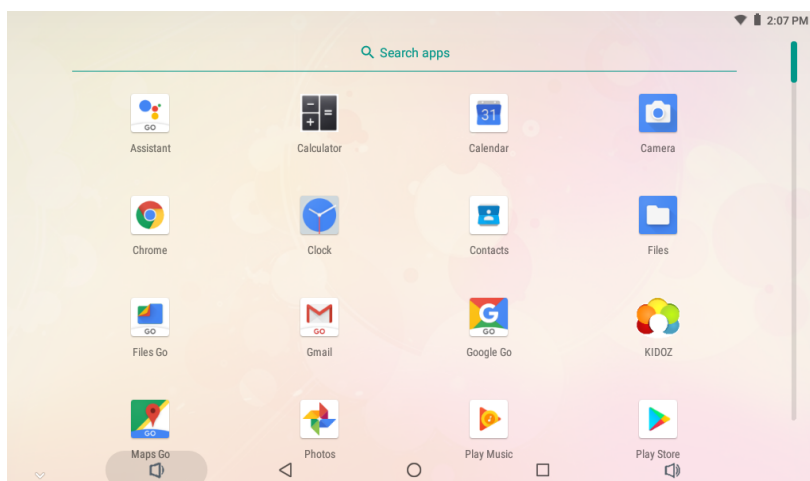 2:07 PM
Search apps
GO
31
Assistant
Calculator
Calendar
Camera
Chrome
Clock
Contacts
Files
GO
GO
G
GO
Files Go
Gmail
Google Go
KIDOZ
GO
Maps Go
Photos
Play Music
Play Store